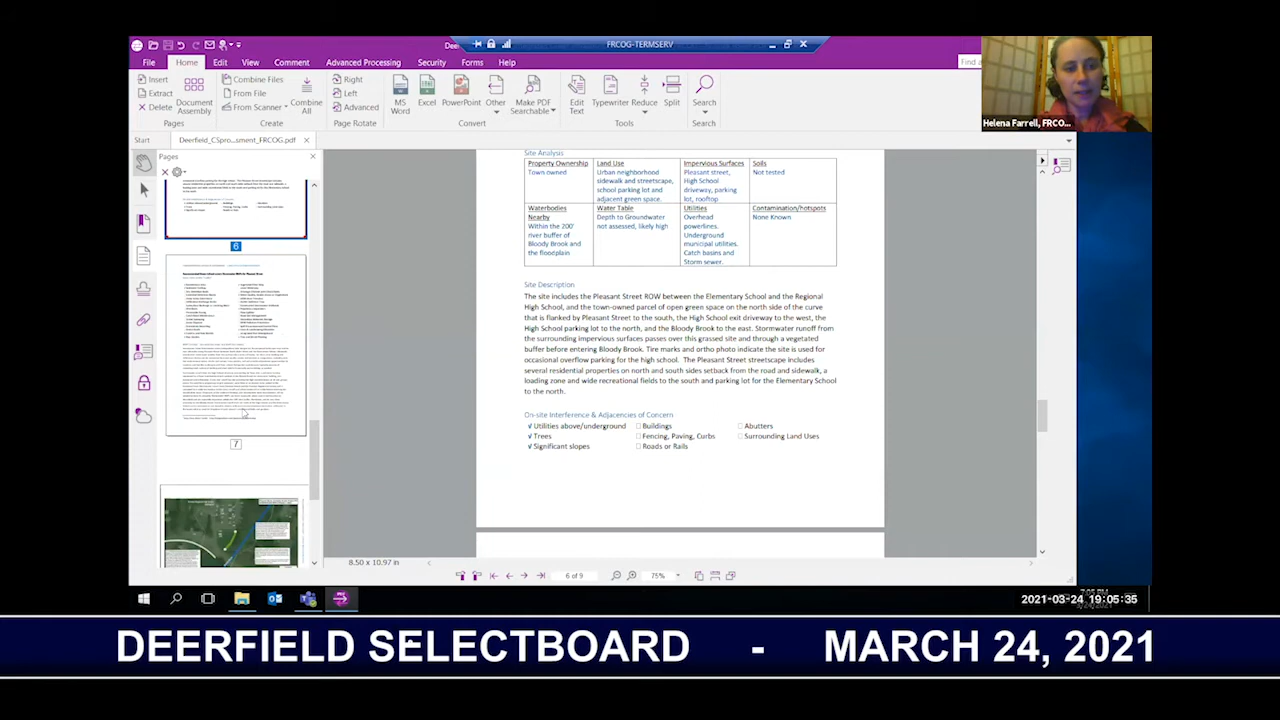 Dee
FRCOG-TERMSERV
File
Home
Edit
View
Comment
Advanced Processing
Security
Forms
Help
Find a
Insert
Extract
Delete
Pages
Document
Assembly
Combine Files
From File
From Scanner
Create
Combine
All
Right
Left
Advanced
Page Rotate
MS
Word
Excel
PowerPoint
Other
Make PDF
Searchable
Convert
Edit
Text
Typewriter
Reduce
Split
Tools
Search
Search
Helena Farrell, FRCO...
Start
Deerfield_CSpro...sment_FRCOG.pdf
Pages
6
7
Site Analysis
Property Ownership
Town owned
Land Use
Urban neighborhood
sidewalk and streetscape,
school parking lot and
adjacent green space.
Impervious Surfaces
Pleasant street,
High School
driveway, parking
lot, rooftop
Soils
Not tested
Waterbodies
Nearby
Within the 200'
river buffer of
Bloody Brook and
the floodplain
Water Table
Depth to Groundwater
not assessed, likely high
Utilities
Overhead
powerlines.
Underground
municipal utilities.
Catch basins and
Storm sewer.
Contamination/hotspots
None Known
Site Description
The site includes the Pleasant Street ROW between the Elementary School and the Regional
High School, and the town-owned parcel of open green space on the north side of the curve
that is flanked by Pleasant Street to the south, the High School exit driveway to the west, the
High School parking lot to the north, and the Bloody Brook to the east. Stormwater runoff from
the surrounding impervious surfaces passes over this grassed site and through a vegetated
buffer before entering Bloody Brook. Tire marks and ortho photo indicate the site is used for
occasional overflow parking for the high school. The Pleasant Street streetscape includes
several residential properties on north and south sides setback from the road and sidewalk, a
loading zone and wide recreational fields to the south and parking lot for the Elementary School
to the north.
On-site Interference & Adjacencies of Concern
√ Utilities above/underground
□ Buildings
□ Abutters
√ Trees
□ Fencing, Paving, Curbs
□ Surrounding Land Uses
√ Significant slopes
□ Roads or Rails
8.50 x 10.97 in
6 of 9
75%
2021-03-24 19:05:35
DEERFIELD SELECTBOARD - MARCH 24, 2021